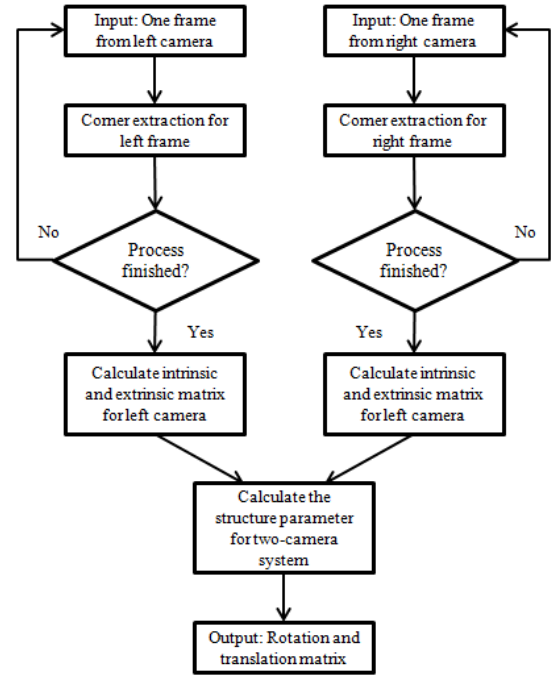 Input: One frame
from left camera
Input: One frame
from right camera
Corner extraction for
left frame
Corner extraction for
right frame
No
Process
finished?
Process
finished?
No
Yes
Yes
Calculate intrinsic
and extrinsic matrix
for left camera
Calculate intrinsic
and extrinsic matrix
for left camera
Calculate the
structure parameter
for two-camera
system
Output: Rotation and
translation matrix